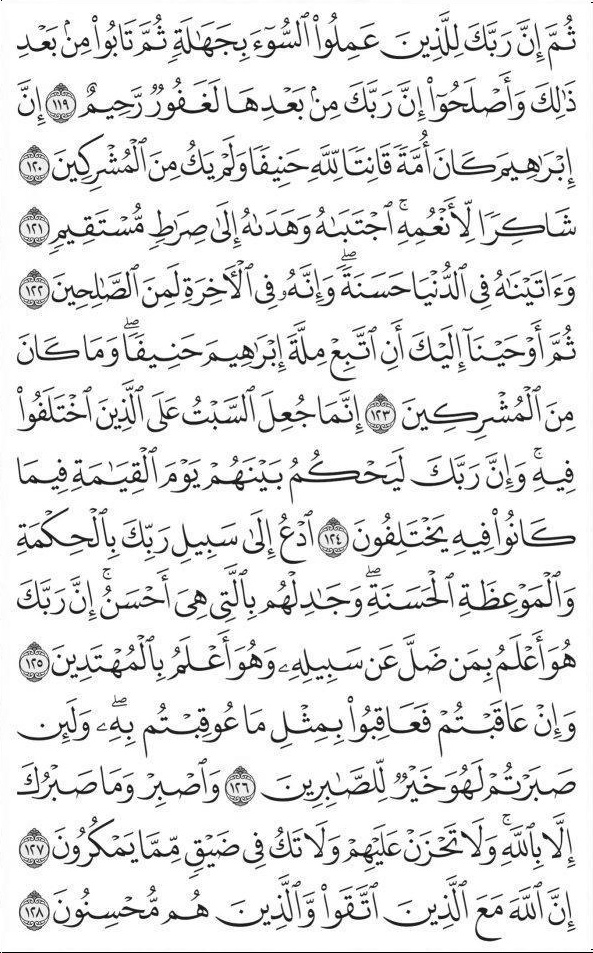 ثُمَّ إِنَّ رَبَّكَ لِلَّذِينَ عَمِلُوا۟ ٱلسُّوٓءَ بِجَهَٰلَةٍ ثُمَّ تَابُوا۟ مِنۢ بَعْدِ
ذَٰلِكَ وَأَصْلَحُوٓا۟ إِنَّ رَبَّكَ مِنۢ بَعْدِهَا لَغَفُورٌ رَّحِيمٌ ١١٩ إِنَّ
إِبْرَٰهِيمَ كَانَ أُمَّةً قَانِتًا لِّلَّهِ حَنِيفًا وَلَمْ يَكُ مِنَ ٱلْمُشْرِكِينَ ١٢٠
شَاكِرًا لِّأَنْعُمِهِ ۚ ٱجْتَبَىٰهُ وَهَدَىٰهُ إِلَىٰ صِرَٰطٍ مُّسْتَقِيمٍ ١٢١
وَءَاتَيْنَٰهُ فِى ٱلدُّنْيَا حَسَنَةً ۖ وَإِنَّهُۥ فِى ٱلْءَاخِرَةِ لَمِنَ ٱلصَّٰلِحِينَ ١٢٢
ثُمَّ أَوْحَيْنَآ إِلَيْكَ أَنِ ٱتَّبِعْ مِلَّةَ إِبْرَٰهِيمَ حَنِيفًا ۖ وَمَا كَانَ
مِنَ ٱلْمُشْرِكِينَ ١٢٣ إِنَّمَا جُعِلَ ٱلسَّبْتُ عَلَى ٱلَّذِينَ ٱخْتَلَفُوا۟
فِيهِ ۚ وَإِنَّ رَبَّكَ لَيَحْكُمُ بَيْنَهُمْ يَوْمَ ٱلْقِيَٰمَةِ فِيمَا
كَانُوا۟ فِيهِ يَخْتَلِفُونَ ١٢٤ ٱدْعُ إِلَىٰ سَبِيلِ رَبِّكَ بِٱلْحِكْمَةِ
وَٱلْمَوْعِظَةِ ٱلْحَسَنَةِ ۖ وَجَٰدِلْهُم بِٱلَّتِى هِىَ أَحْسَنُ ۚ إِنَّ رَبَّكَ
هُوَ أَعْلَمُ بِمَن ضَلَّ عَن سَبِيلِهِۦ وَهُوَ أَعْلَمُ بِٱلْمُهْتَدِينَ ١٢٥
وَإِنْ عَاقَبْتُمْ فَعَاقِبُوا۟ بِمِثْلِ مَا عُوقِبْتُم بِهِۦ ۖ وَلَئِن
صَبَرْتُمْ لَهُوَ خَيْرٌ لِّلصَّٰبِرِينَ ١٢٦ وَٱصْبِرْ وَمَا صَبْرُكَ
إِلَّا بِٱللَّهِ ۚ وَلَا تَحْزَنْ عَلَيْهِمْ وَلَا تَكُ فِى ضَيْقٍ مِّمَّا يَمْكُرُونَ ١٢٧
إِنَّ ٱللَّهَ مَعَ ٱلَّذِينَ ٱتَّقَوا۟ وَّٱلَّذِينَ هُم مُّحْسِنُونَ ١٢٨